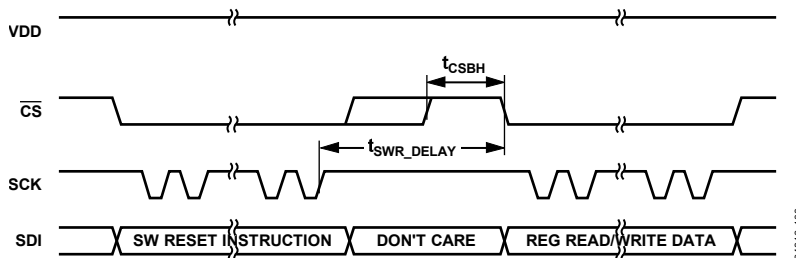 VDD
tCSBH
CS
tSWR_DELAY
SCK
SDI
SW RESET INSTRUCTION
DON'T CARE
REG READ/WRITE DATA